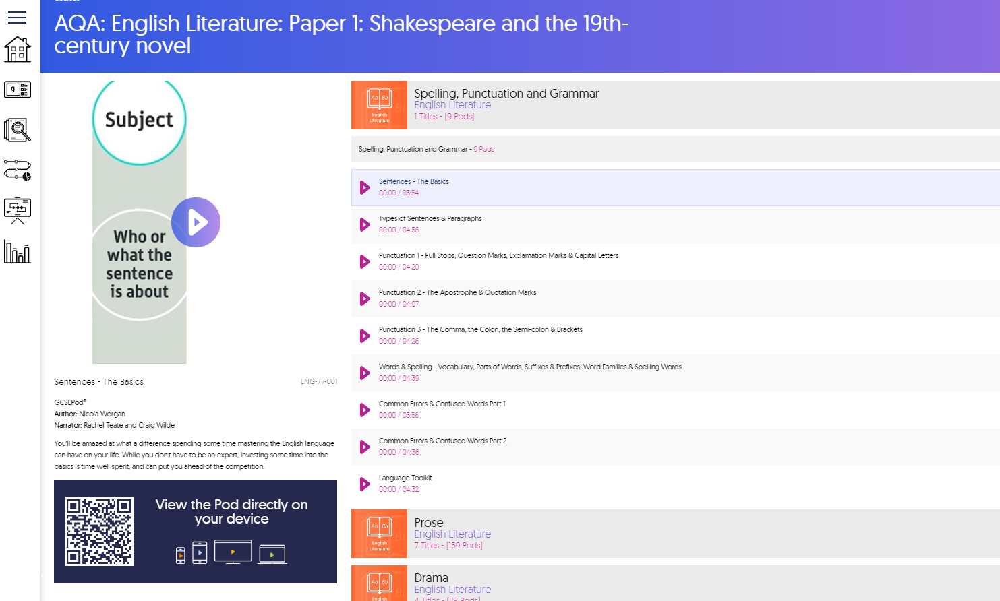 AQA: English Literature: Paper 1: Shakespeare and the 19th-
century novel
g
Subject
Who or
what the
sentence
is about
Sentences - The Basics
ENG-77-001
GCSEPod®
Author: Nicola Worgan
Narrator: Rachel Teate and Craig Wilde
You'll be amazed at what a difference spending some time mastering the English language
can have on your life. While you don't have to be an expert, investing some time into the
basics is time well spent, and can put you ahead of the competition.
View the Pod directly on
your device
Aa Bb
English
Literature
Spelling, Punctuation and Grammar
English Literature
1 Titles - [9 Pods]
Spelling, Punctuation and Grammar - 9 Pods
Sentences - The Basics
00:00 / 03:54
Types of Sentences & Paragraphs
00:00 / 04:56
Punctuation 1 - Full Stops, Question Marks, Exclamation Marks & Capital Letters
00:00 / 04:20
Punctuation 2 - The Apostrophe & Quotation Marks
00:00 / 04:07
Punctuation 3 - The Comma, the Colon, the Semi-colon & Brackets
00:00 / 04:26
Words & Spelling - Vocabulary, Parts of Words, Suffixes & Prefixes, Word Families & Spelling Words
00:00 / 04:39
Common Errors & Confused Words Part 1
00:00 / 03:56
Common Errors & Confused Words Part 2
00:00 / 04:36
Language Toolkit
00:00 / 04:32
Aa Bb
English
Literature
Prose
English Literature
7 Titles - [159 Pods]
Aa Bb
English
Drama
English Literature
4 Titles - [78 Pods]